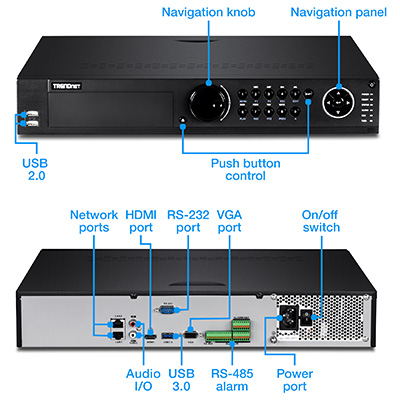 Navigation knob
Navigation panel
TRENDNET
USB
2.0
Push button
control
Network
ports
HDMI
port
RS-232
port
VGA
port
On/off
switch
Audio
I/O
USB
3.0
RS-485
alarm
Power
port